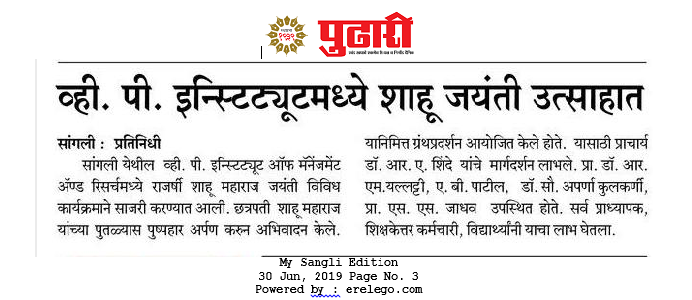 पुढारी
व्ही. पी. इन्स्टिट्यूटमध्ये शाहू जयंती उत्साहात
सांगली : प्रतिनिधी
सांगली येथील व्ही. पी. इन्स्टिट्यूट ऑफ मॅनेंजमेंट
अ‍ॅण्ड रिसर्चमध्ये राजर्षी शाहू महाराज जयंती विविध
कार्यक्रमाने साजरी करण्यात आली. छत्रपती शाहू महाराज
यांच्या पुतळ्यास पुष्पहार अर्पण करुन अभिवादन केले.
यानिमित्त ग्रंथप्रदर्शन आयोजित केले होते. यासाठी प्राचार्य
डॉ. आर. ए. शिंदे यांचे मार्गदर्शन लाभले. प्रा. डॉ. आर.
एम.यल्लट्टी, ए. बी. पाटील, डॉ. सौ. अपर्णा कुलकर्णी,
प्रा. एस. एस. जाधव उपस्थित होते. सर्व प्राध्यापक,
शिक्षकेत्तर कर्मचारी, विद्यार्थ्यांनी याचा लाभ घेतला.
My Sangli Edition
30 Jun, 2019 Page No. 3
Powered by : erelego.com